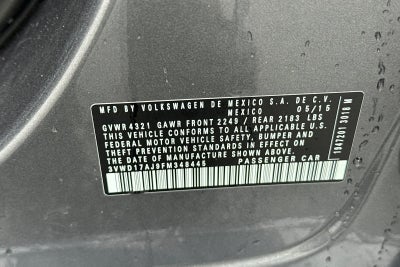 MFD. BY VOLKSWAGEN DE MEXICO S.A. DE C.V.
MEXICO 05/15
GVWR4321 GAWR FRONT 2249 / REAR 2183 LBS
THIS VEHICLE CONFORMS TO ALL APPLICABLE
FEDERAL MOTOR VEHICLE SAFETY, BUMPER AND
THEFT PREVENTION STANDARDS IN EFFECT ON
THE DATE OF MANUFACTURE SHOWN ABOVE.
3VWD17AJ9FM348445 PASSENGER CAR